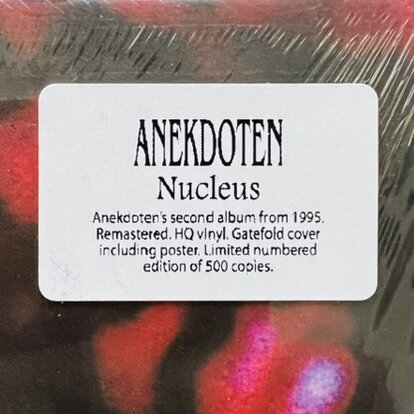 ANEKDOTEN
Nucleus
Anekdoten's second album from 1995.
Remastered. HQ vinyl. Gatefold cover
including poster. Limited numbered
edition of 500 copies.